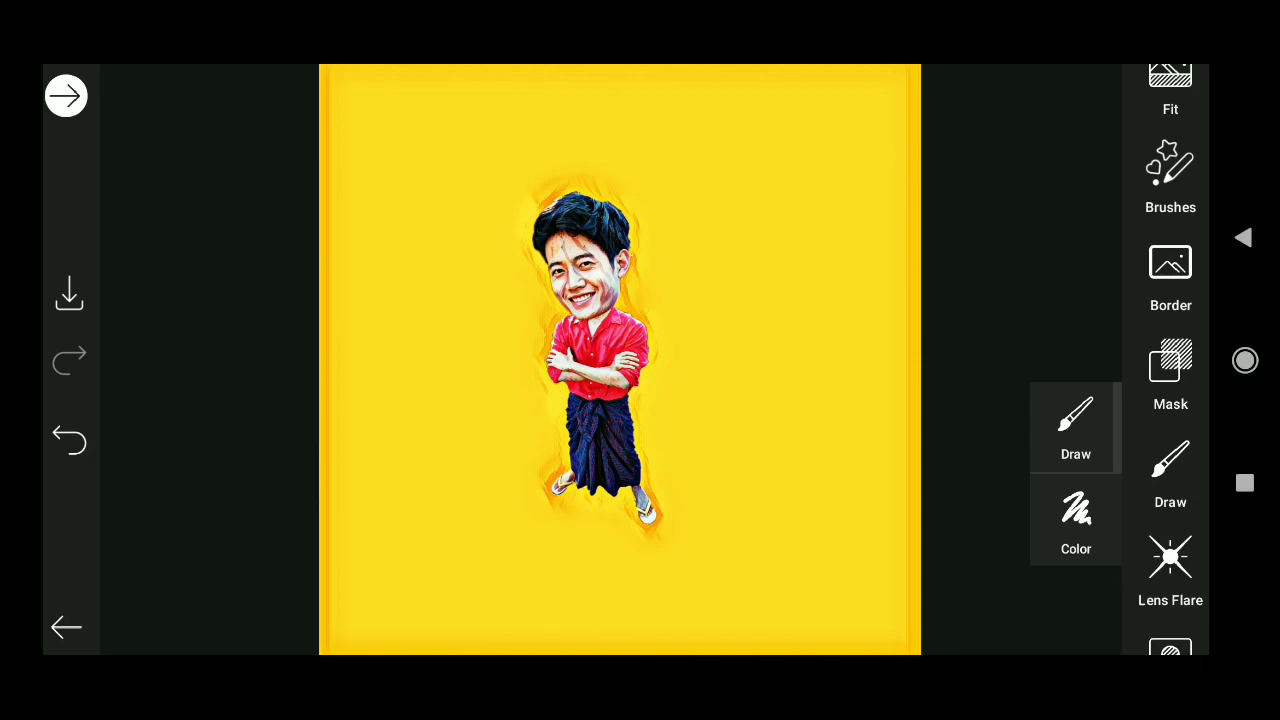 Fit
Brushes
Border
Mask
Draw
Draw
Color
Lens Flare